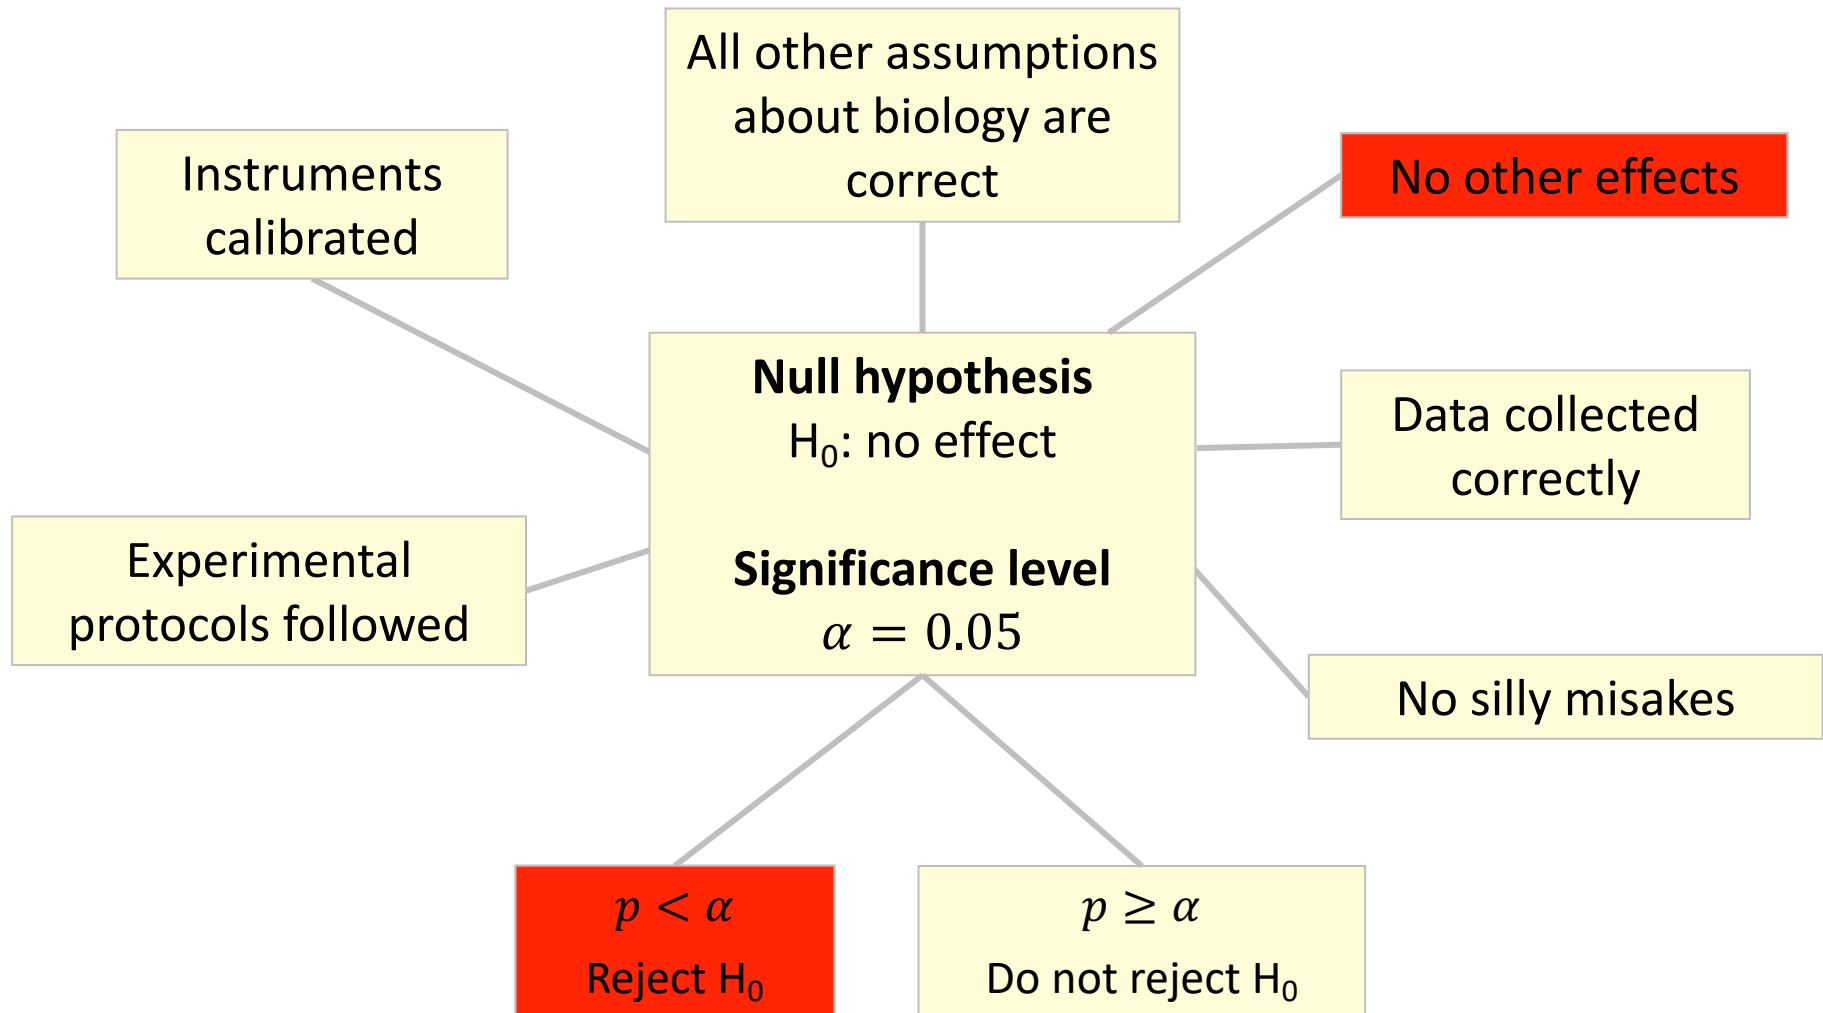 All other assumptions
about biology are
correct
Instruments
calibrated
No other effects
Null hypothesis
H₀: no effect
Significance level
α = 0.05
Data collected
correctly
Experimental
protocols followed
No silly misakes
p < α
Reject H₀
p ≥ α
Do not reject H₀